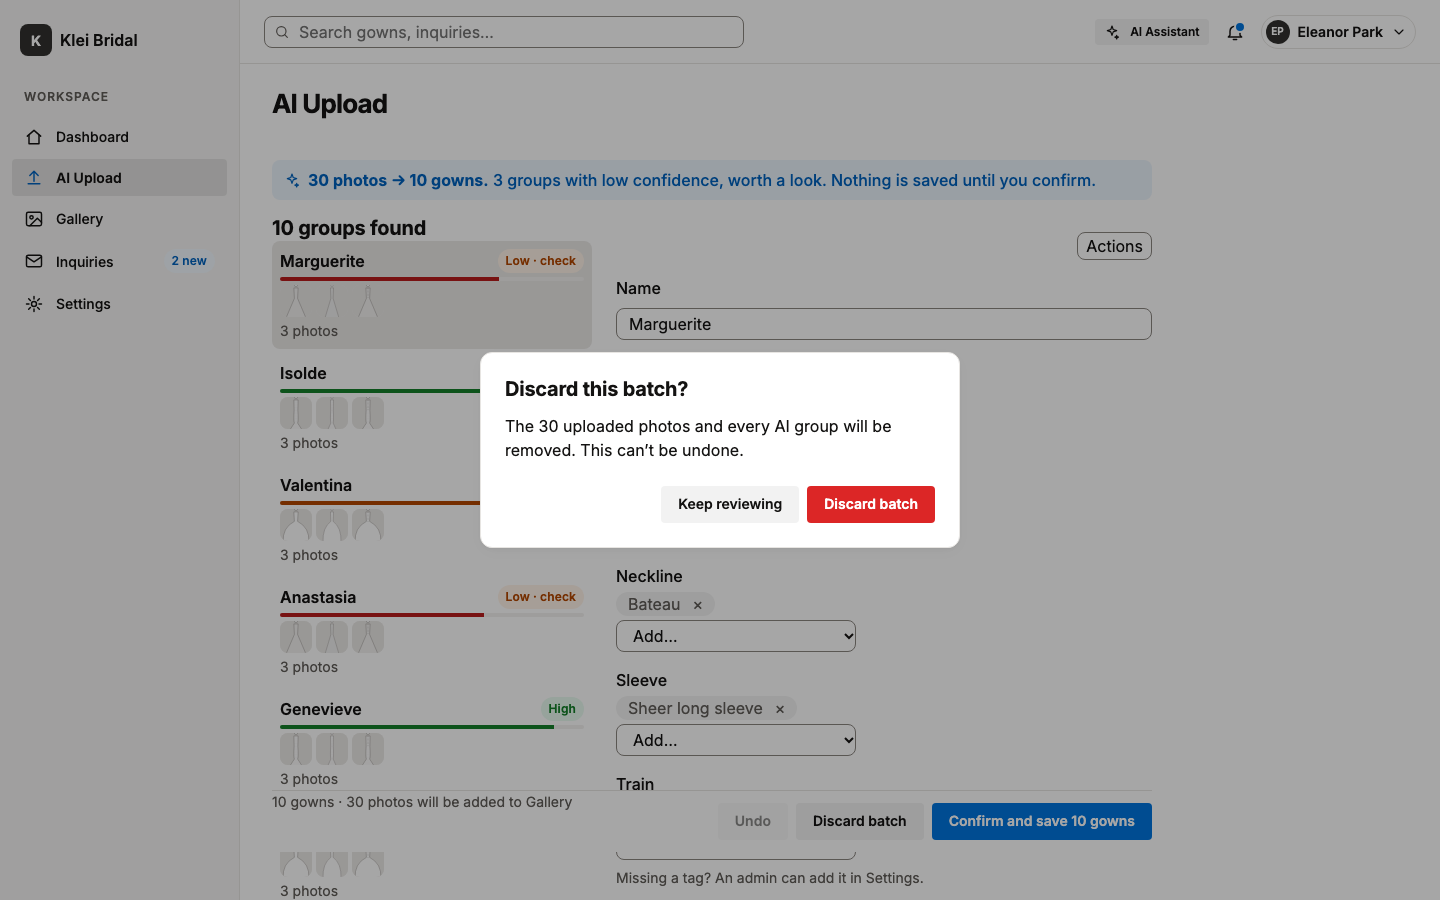 K Klei Bridal
Search gowns, inquiries...
AI Assistant
EP Eleanor Park
WORKSPACE
Dashboard
AI Upload
Gallery
Inquiries 2 new
Settings
AI Upload
30 photos → 10 gowns. 3 groups with low confidence, worth a look. Nothing is saved until you confirm.
10 groups found
Marguerite Low · check
3 photos
Isolde
3 photos
Valentina
3 photos
Anastasia Low · check
3 photos
Genevieve High
3 photos
3 photos
Actions
Name
Marguerite
Discard this batch?
The 30 uploaded photos and every AI group will be
removed. This can’t be undone.
Keep reviewing Discard batch
Neckline
Bateau ×
Add...
Sleeve
Sheer long sleeve ×
Add...
Train
Missing a tag? An admin can add it in Settings.
10 gowns · 30 photos will be added to Gallery
Undo Discard batch Confirm and save 10 gowns